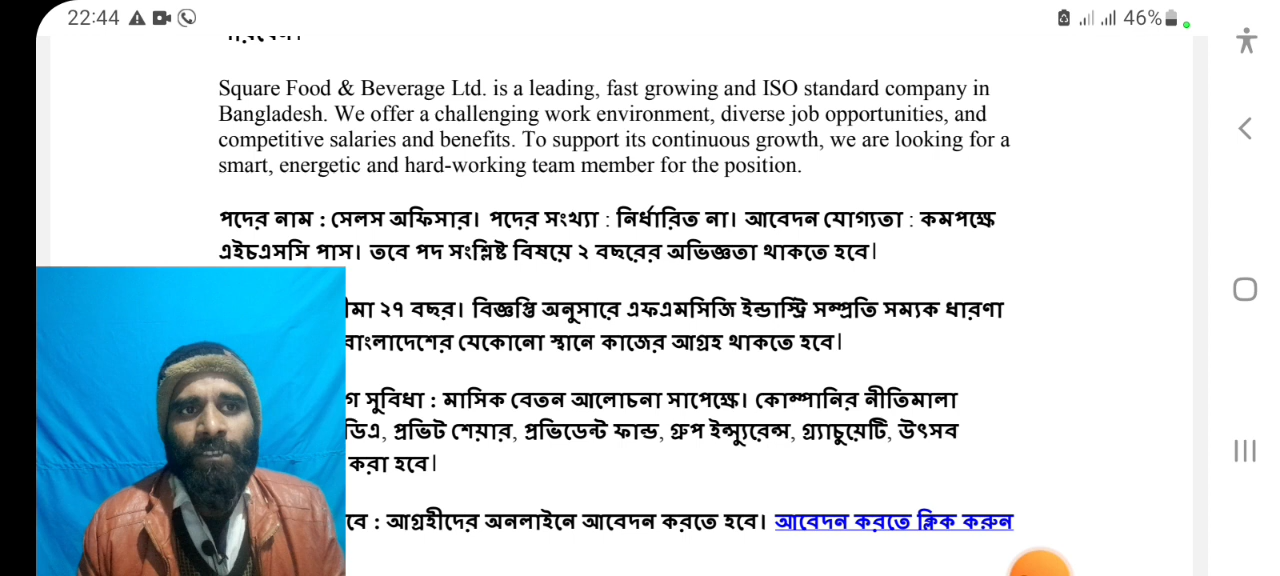 22:44
46%
Square Food & Beverage Ltd. is a leading, fast growing and ISO standard company in
Bangladesh. We offer a challenging work environment, diverse job opportunities, and
competitive salaries and benefits. To support its continuous growth, we are looking for a
smart, energetic and hard-working team member for the position.
পদের নাম : সেলস অফিসার। পদের সংখ্যা : নির্ধারিত না। আবেদন যোগ্যতা : কমপক্ষে
এইচএসসি পাস। তবে পদ সংশ্লিষ্ট বিষয়ে ২ বছরের অভিজ্ঞতা থাকতে হবে।
২৭ বছর। বিজ্ঞপ্তি অনুসারে এফএমসিজি ইন্ডাস্ট্রি সম্প্রতি সম্যক ধারণা
বাংলাদেশের যেকোনো স্থানে কাজের আগ্রহ থাকতে হবে।
সুবিধা : মাসিক বেতন আলোচনা সাপেক্ষে। কোম্পানির নীতিমালা
প্রভিট শেয়ার, প্রভিডেন্ট ফান্ড, গ্রুপ ইন্স্যুরেন্স, গ্র্যাচুয়েটি, উৎসব
করা হবে।
: আগ্রহীদের অনলাইনে আবেদন করতে হবে। আবেদন করতে ক্লিক করুন